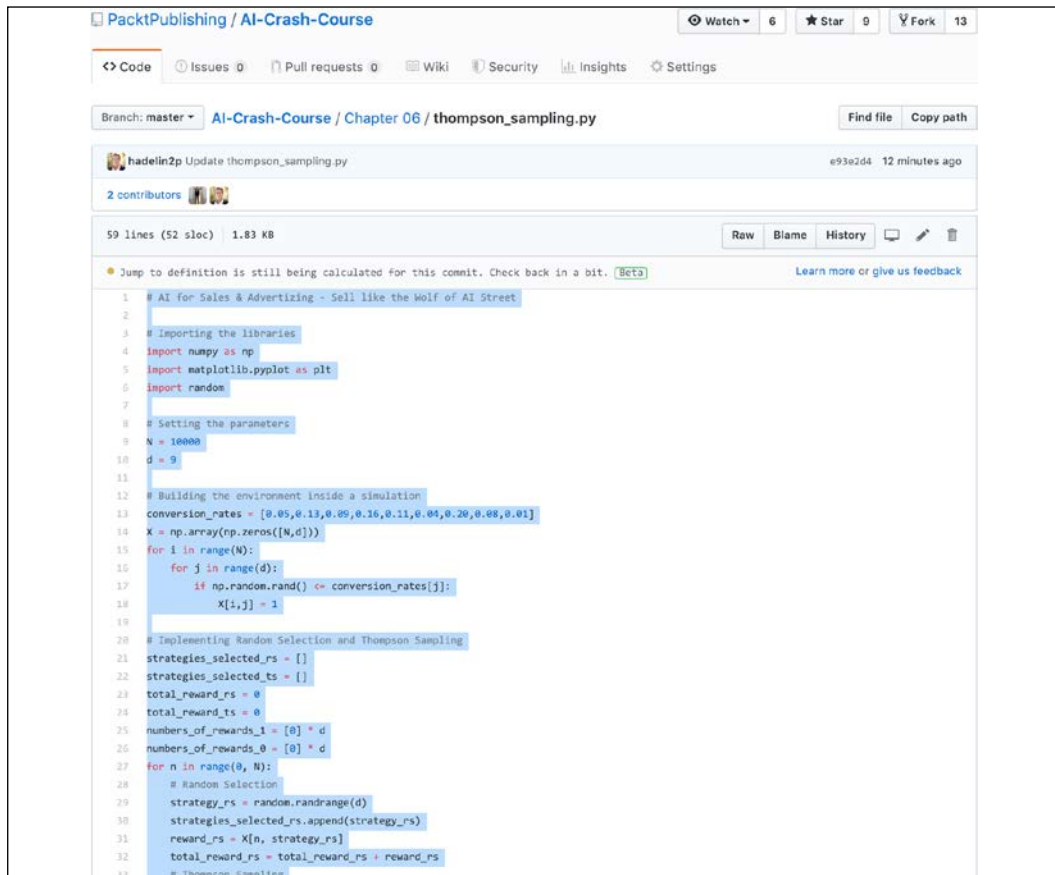 PacktPublishing / AI-Crash-Course
Watch 6 Star 9 Fork 13
Code Issues 0 Pull requests 0 Wiki Security Insights Settings
Branch: master AI-Crash-Course / Chapter 06 / thompson_sampling.py Find file Copy path
hadelin2p Update thompson_sampling.py e93e2d4 12 minutes ago
2 contributors
59 lines (52 sloc) 1.83 KB Raw Blame History
Jump to definition is still being calculated for this commit. Check back in a bit. Beta Learn more or give us feedback
1 # AI for Sales & Advertizing - Sell like the Wolf of AI Street
2
3 # Importing the libraries
4 import numpy as np
5 import matplotlib.pyplot as plt
6 import random
7
8 # Setting the parameters
9 N = 10000
10 d = 9
11
12 # Building the environment inside a simulation
13 conversion_rates = [0.05,0.13,0.09,0.16,0.11,0.04,0.20,0.08,0.01]
14 X = np.array(np.zeros([N,d]))
15 for i in range(N):
16     for j in range(d):
17         if np.random.rand() <= conversion_rates[j]:
18             X[i,j] = 1
19
20 # Implementing Random Selection and Thompson Sampling
21 strategies_selected_rs = []
22 strategies_selected_ts = []
23 total_reward_rs = 0
24 total_reward_ts = 0
25 numbers_of_rewards_1 = [0] * d
26 numbers_of_rewards_0 = [0] * d
27 for n in range(0, N):
28     # Random Selection
29     strategy_rs = random.randrange(d)
30     strategies_selected_rs.append(strategy_rs)
31     reward_rs = X[n, strategy_rs]
32     total_reward_rs = total_reward_rs + reward_rs
33     # Thompson Sampling